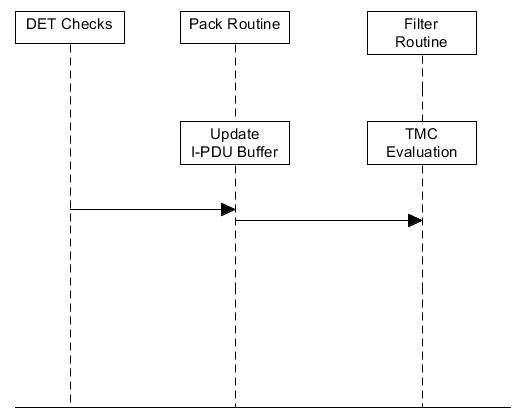 DET Checks
Pack Routine
Filter
Routine
Update
I-PDU Buffer
TMC
Evaluation